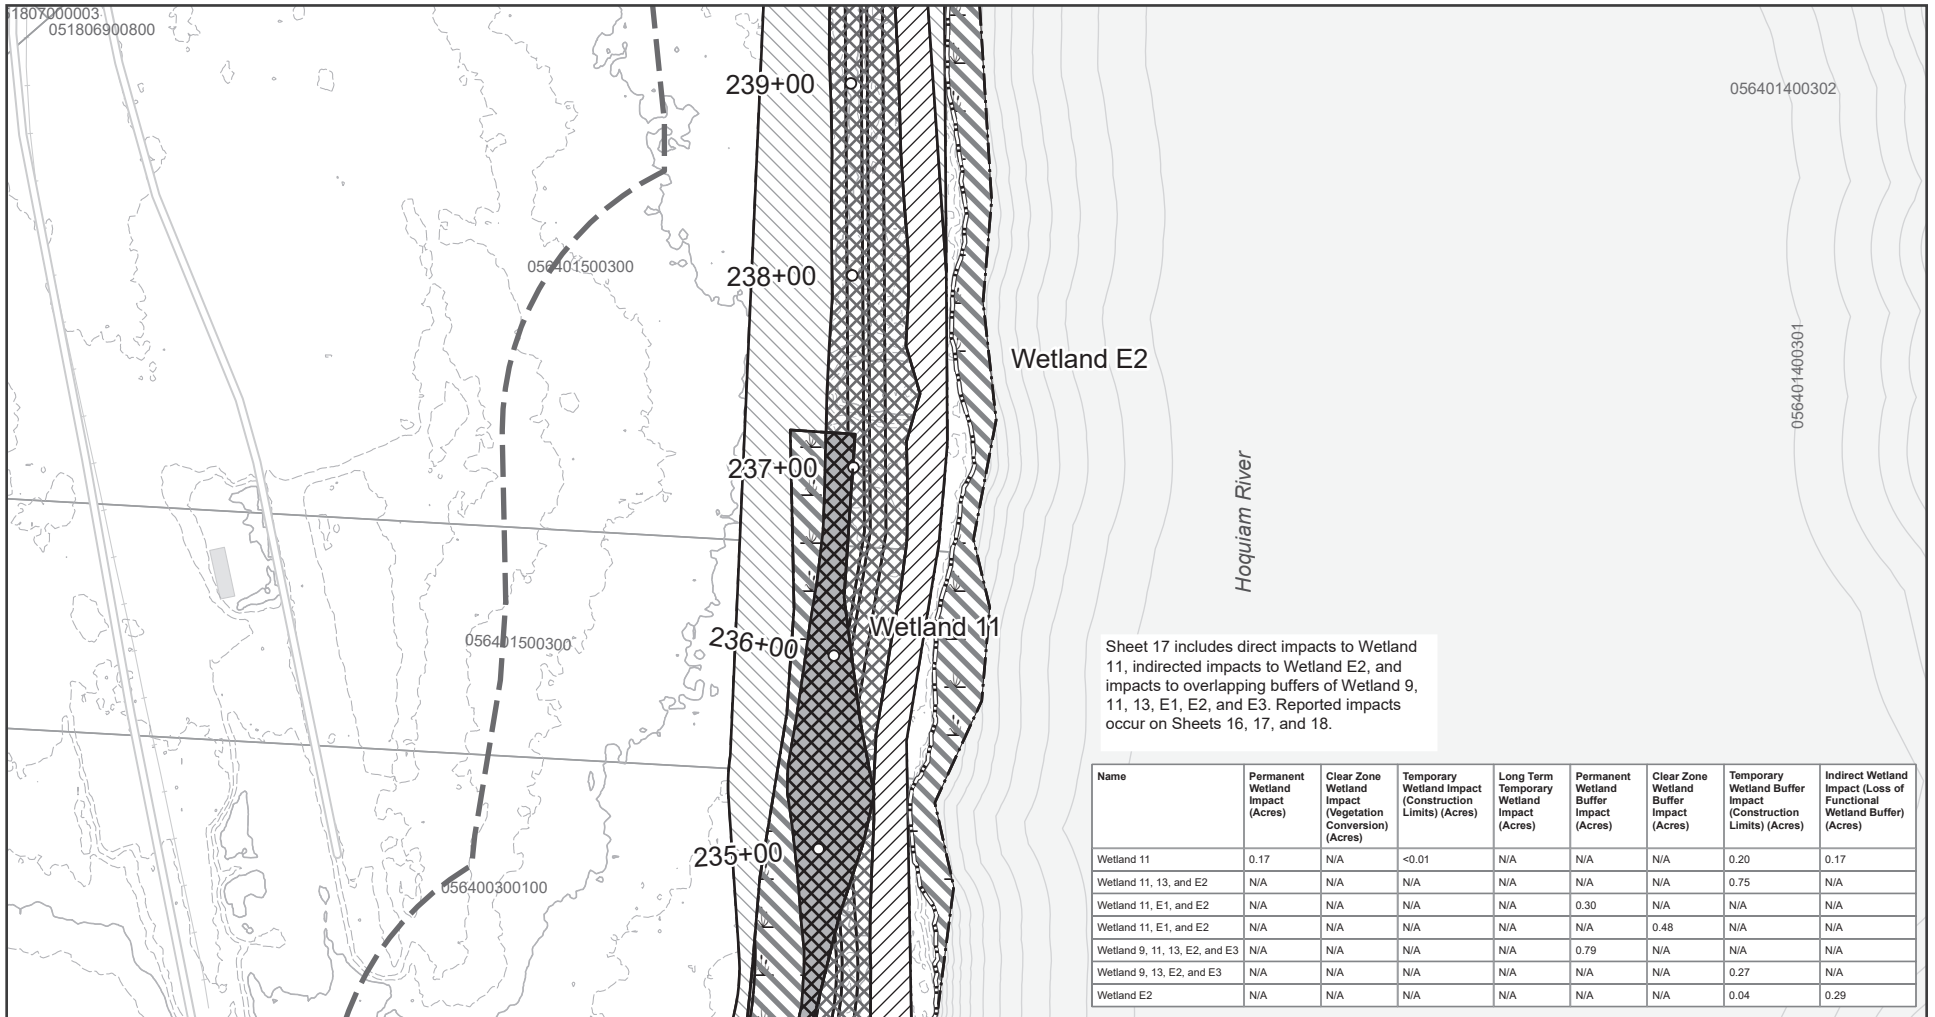 1807000003
051806900800
239+00
056401400302
056401500300
238+00
Wetland E2
056401400301
237+00
Hoquiam River
056401500300
236+00
Wetland 11
Sheet 17 includes direct impacts to Wetland
11, indirected impacts to Wetland E2, and
impacts to overlapping buffers of Wetland 9,
11, 13, E1, E2, and E3. Reported impacts
occur on Sheets 16, 17, and 18.
235+00
056400300100
Name Permanent Wetland Impact (Acres) Clear Zone Wetland Impact (Vegetation Conversion) (Acres) Temporary Wetland Impact (Construction Limits) (Acres) Long Term Temporary Wetland Impact (Acres) Permanent Wetland Buffer Impact (Acres) Clear Zone Wetland Buffer Impact (Acres) Temporary Wetland Buffer Impact (Construction Limits) (Acres) Indirect Wetland Impact (Loss of Functional Wetland Buffer) (Acres)
Wetland 11 0.17 N/A <0.01 N/A N/A N/A 0.20 0.17
Wetland 11, 13, and E2 N/A N/A N/A N/A N/A N/A 0.75 N/A
Wetland 11, E1, and E2 N/A N/A N/A N/A 0.30 N/A N/A N/A
Wetland 11, E1, and E2 N/A N/A N/A N/A N/A 0.48 N/A N/A
Wetland 9, 11, 13, E2, and E3 N/A N/A N/A N/A 0.79 N/A N/A N/A
Wetland 9, 13, E2, and E3 N/A N/A N/A N/A N/A N/A 0.27 N/A
Wetland E2 N/A N/A N/A N/A N/A N/A 0.04 0.29